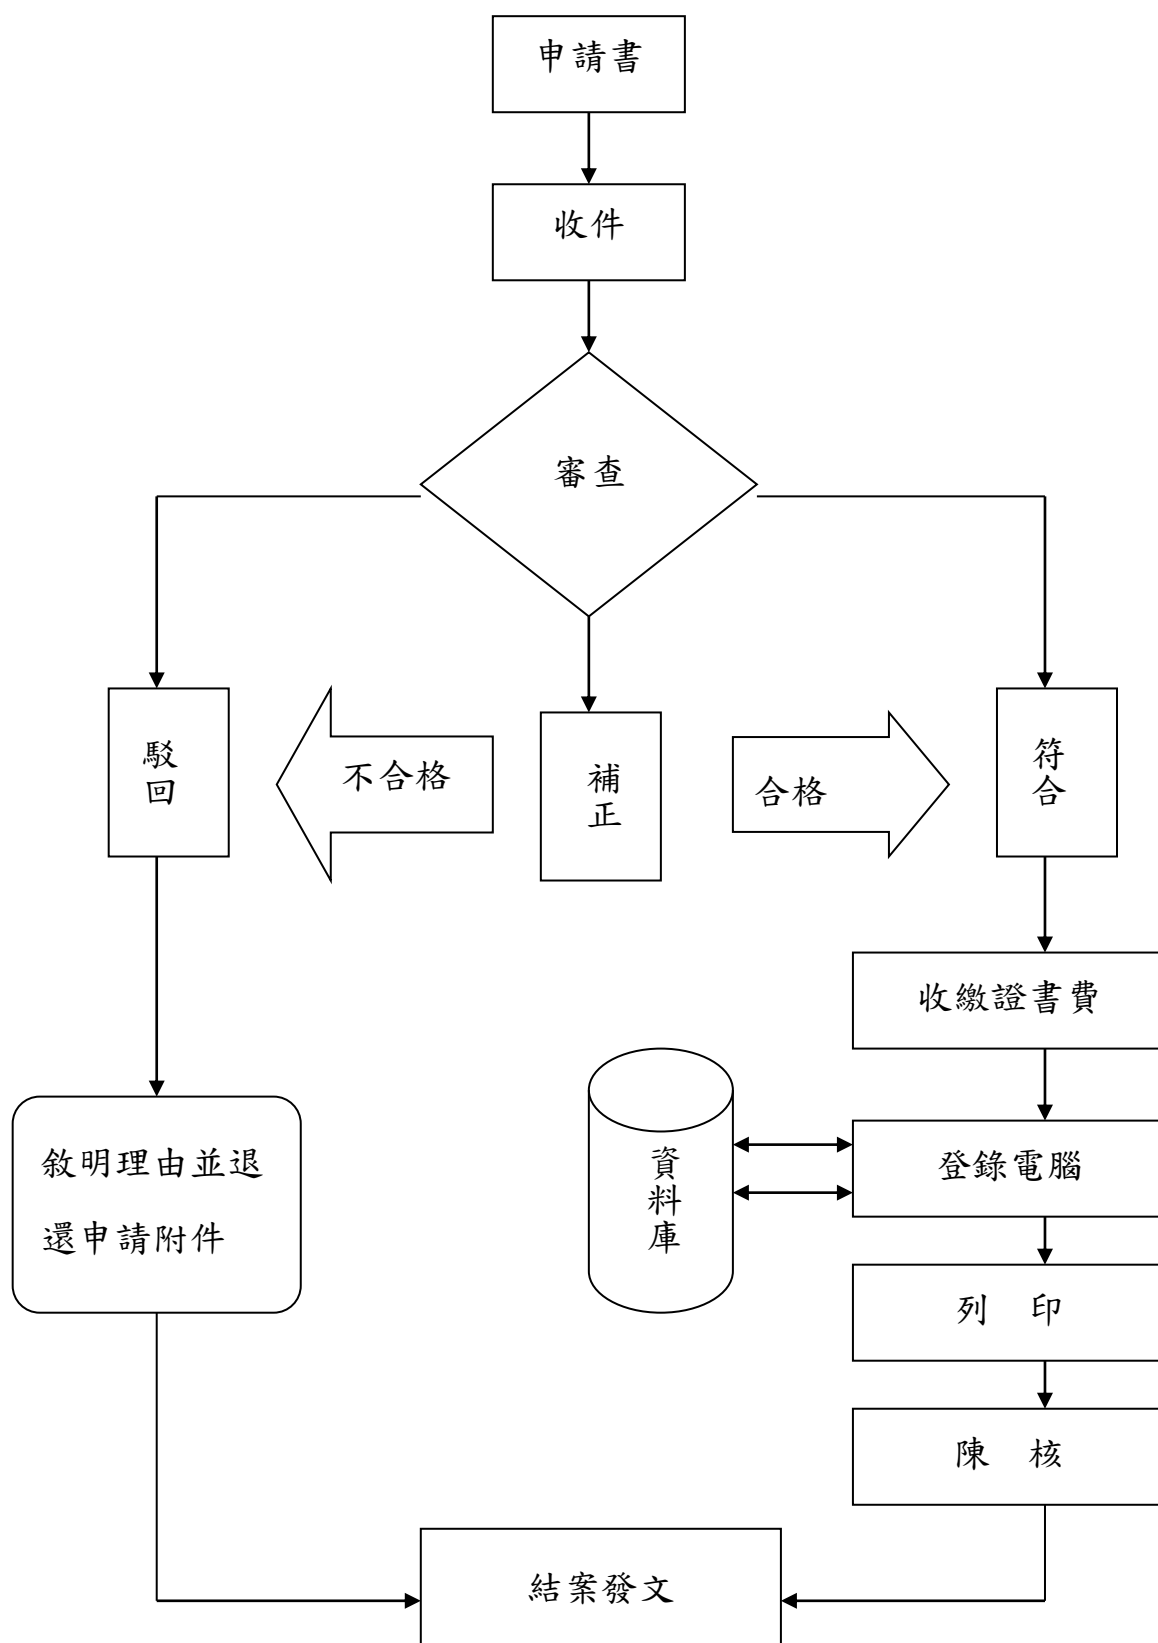 申請書
收件
審查
駁回
不合格
補正
合格
符合
收繳證書費
敘明理由並退
還申請附件
資料庫
登錄電腦
列　印
陳　核
結案發文